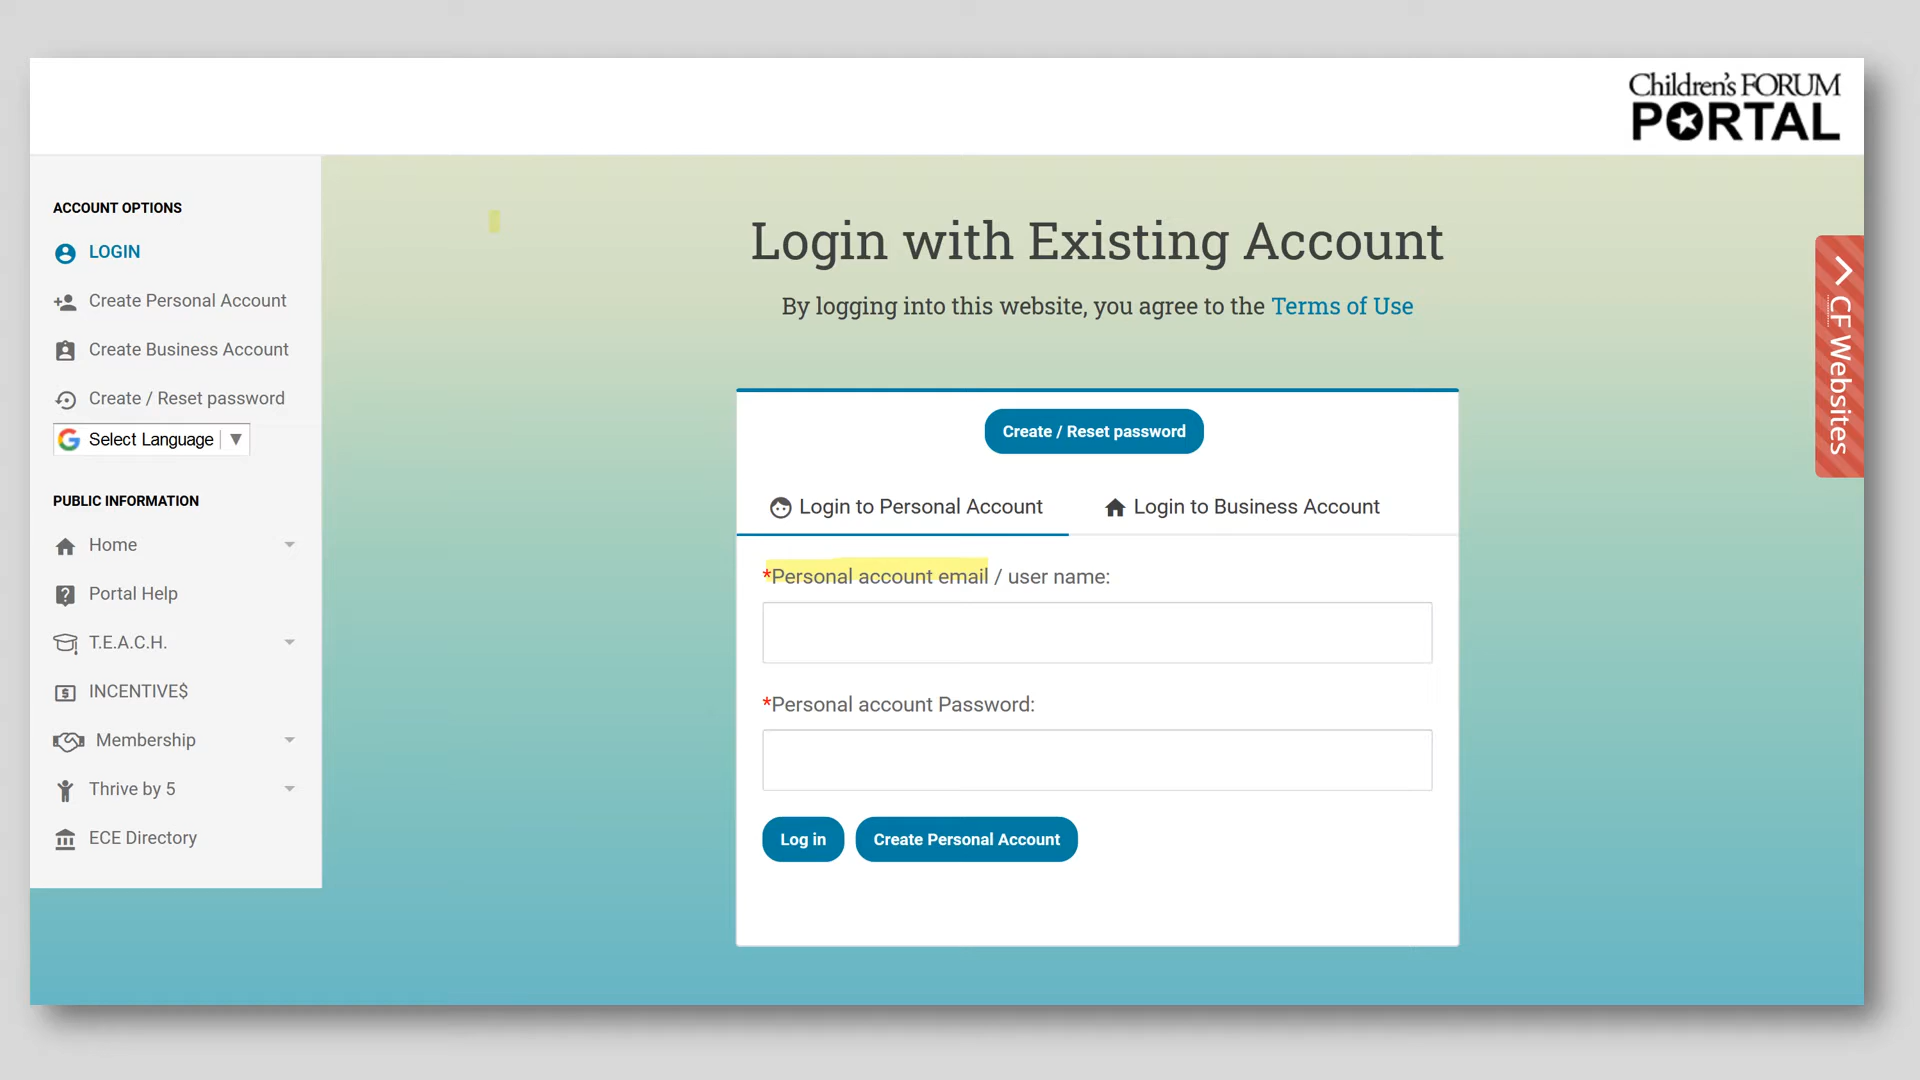 Children's FORUM
PORTAL
ACCOUNT OPTIONS
LOGIN
Create Personal Account
Create Business Account
Create / Reset password
Select Language ▼
PUBLIC INFORMATION
Home
Portal Help
T.E.A.C.H.
INCENTIVE$
Membership
Thrive by 5
ECE Directory
Login with Existing Account
By logging into this website, you agree to the Terms of Use
Create / Reset password
Login to Personal Account
Login to Business Account
*Personal account email / user name:
*Personal account Password:
Log in
Create Personal Account
CF Websites